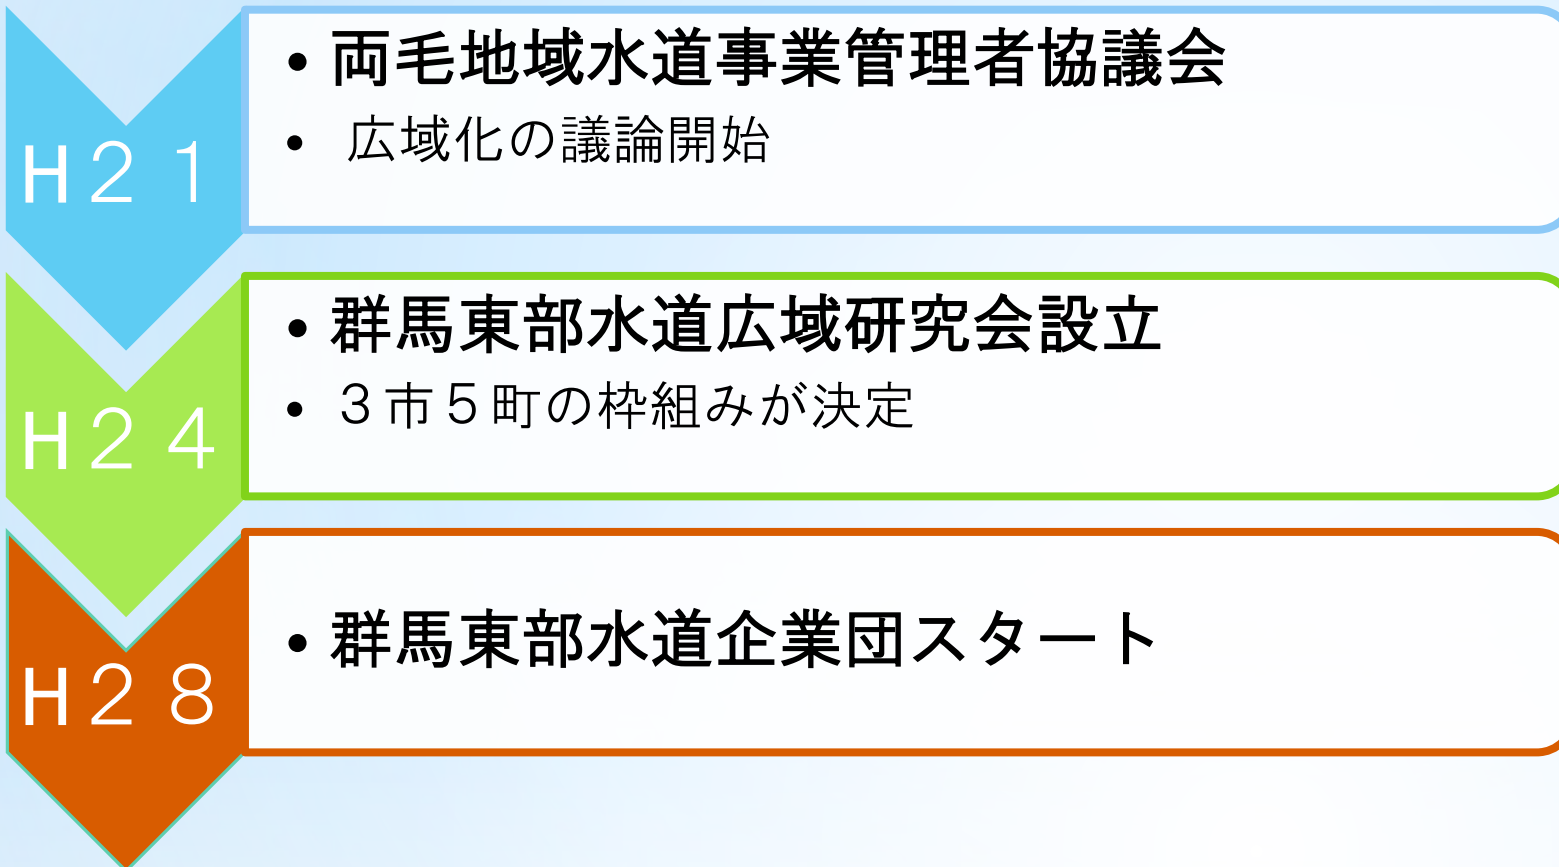 H２１
• 両毛地域水道事業管理者協議会
• 広域化の議論開始
H２４
• 群馬東部水道広域研究会設立
• ３市５町の枠組みが決定
H２８
• 群馬東部水道企業団スタート